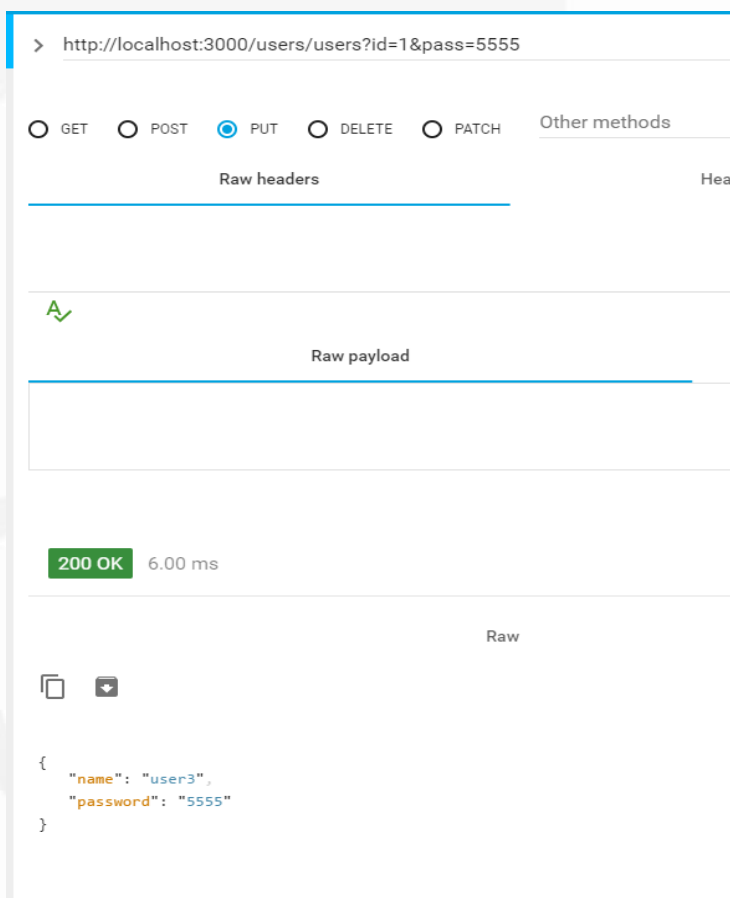 http://localhost:3000/users/users?id=1&pass=5555
GET POST PUT DELETE PATCH Other methods
Raw headers Hea
Raw payload
200 OK 6.00 ms
Raw
{
"name": "user3",
"password": "5555"
}